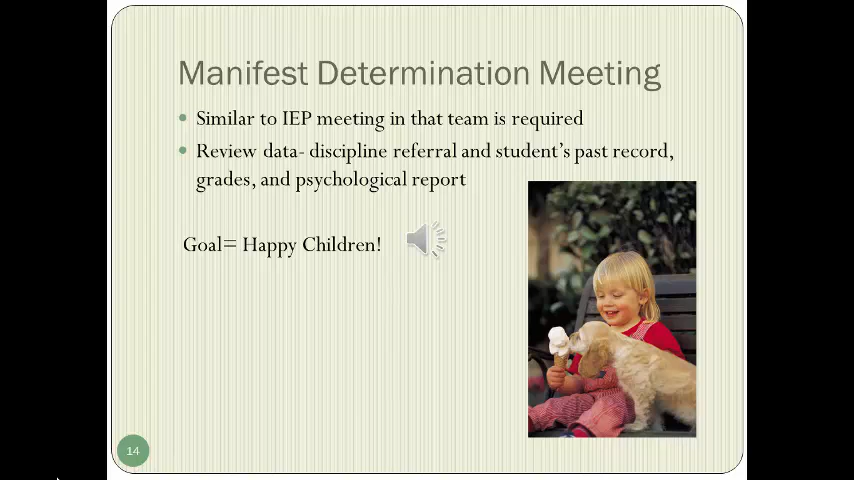 Manifest Determination Meeting
• Similar to IEP meeting in that team is required
• Review data- discipline referral and student's past record,
grades, and psychological report
Goal= Happy Children!
14